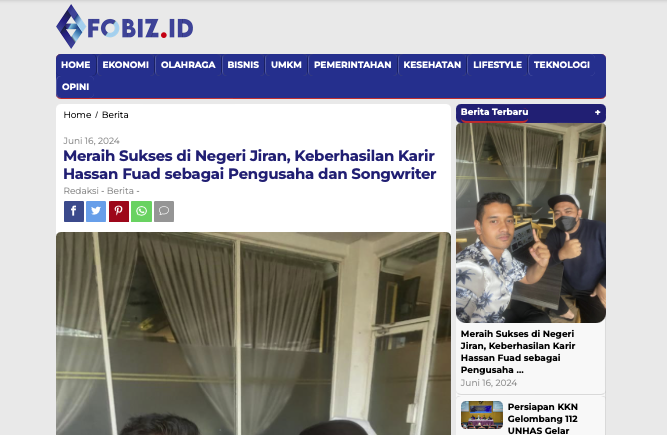 AFOBIZ.ID
HOME EKONOMI OLAHRAGA BISNIS UMKM PEMERINTAHAN KESEHATAN LIFESTYLE TEKNOLOGI
OPINI
Home / Berita
Juni 16, 2024
Meraih Sukses di Negeri Jiran, Keberhasilan Karir
Hassan Fuad sebagai Pengusaha dan Songwriter
Redaksi - Berita -
Berita Terbaru +
Meraih Sukses di Negeri
Jiran, Keberhasilan Karir
Hassan Fuad sebagai
Pengusaha ...
Juni 16, 2024
Persiapan KKN
Gelombang 112
UNHAS Gelar